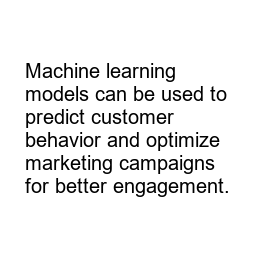 Machine learning
models can be used to
predict customer
behavior and optimize
marketing campaigns
for better engagement.